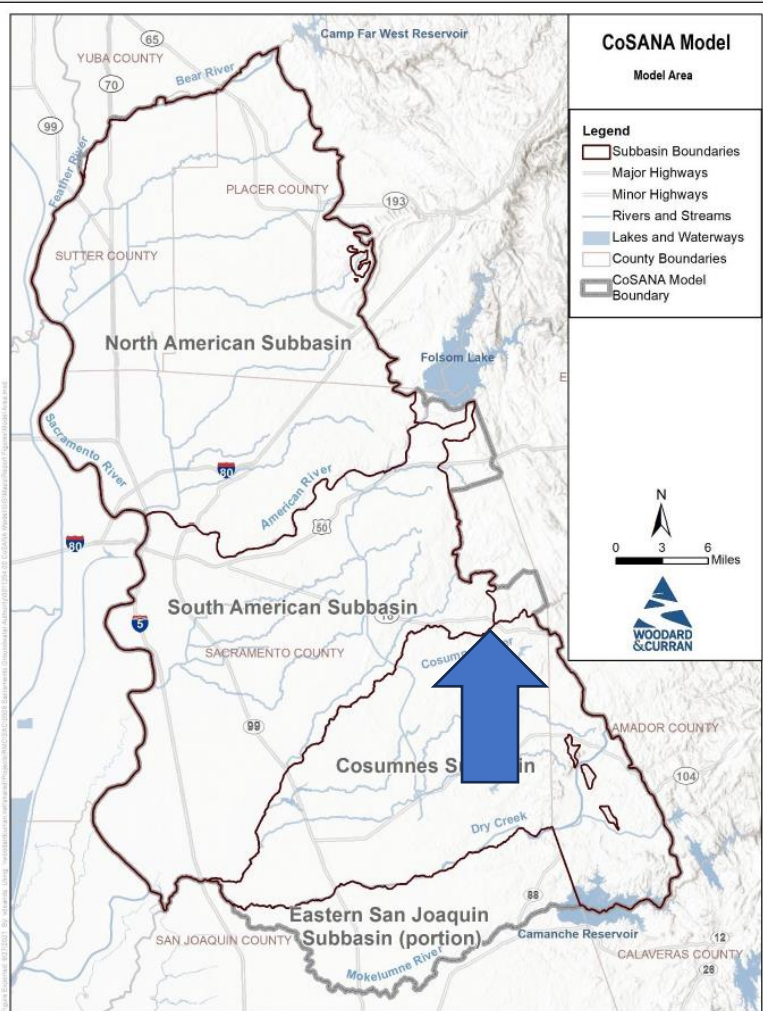 65
Camp Far West Reservoir
YUBA COUNTY
Bear River
70
99
Feather River
PLACER COUNTY
193
SUTTER COUNTY
North American Subbasin
Folsom Lake
Sacramento River
80
American River
50
80
South American Subbasin
16
5
SACRAMENTO COUNTY
99
AMADOR COUNTY
104
Dry Creek
88
Eastern San Joaquin
Subbasin (portion)
SAN JOAQUIN COUNTY
Camanche Reservoir
12
CALAVERAS COUNTY
26
Mokelumne River
CoSANA Model
Model Area
Legend
Subbasin Boundaries
Major Highways
Minor Highways
Rivers and Streams
Lakes and Waterways
County Boundaries
CoSANA Model
Boundary
N
0 3 6
Miles
WOODARD
&CURRAN
Cosumnes